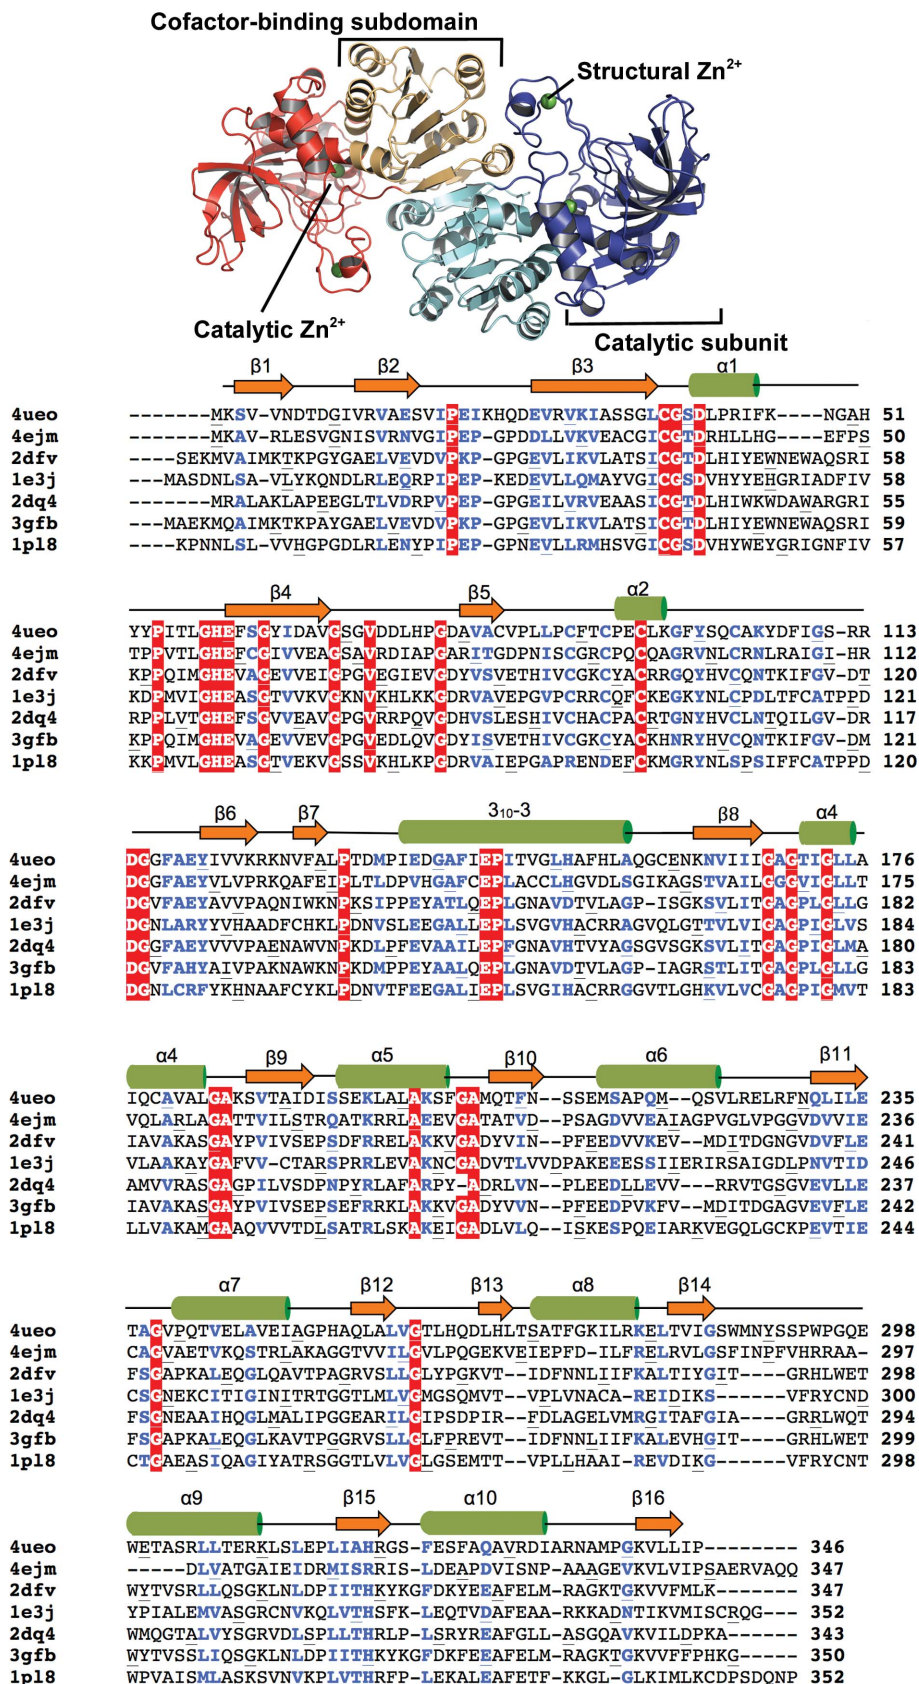 Cofactor-binding subdomain
Structural Zn²⁺
Catalytic Zn²⁺
Catalytic subunit
β1 β2 β3 α1
4ueo -------MKSV-VNDTDGIVRVAESVIPEIKHQDEVRVKIASSGLCGSDLPRIFK----NGAH 51
4ejm -------MKAV-RLESVGNISVRNVGIPEP-GPDDLLVKVEACGICGTDRHLLHG----EFPS 50
2dfv ----SEKMVAIMKTKPGYGAELVEVDVPKP-GPGEVLIKVLATSICGTDLHIYEWNEWAQSRI 58
1e3j --MASDNLSA-VLYKQNDLRLEQRPIPEP-KEDEVLLQMAYVGICGSDVHYYEHGRIADFIV 58
2dq4 -------MRALAKLAPEEGLTLVDRPVPEP-GPGEILVRVEAASICGTDLHIWKWDAWARGRI 55
3gfb ---MAEKMQAIMKTKPAYGAELVEVDVPKP-GPGEVLIKVLATSICGTDLHIYEWNEWAQSRI 59
1pl8 ----KPNNLSL-VVHGPGDLRLENYPIPEP-GPNEVLLRMHSVGICGSDVHYWEYGRIGNFIV 57
β4 β5 α2
4ueo YYPITLGHEFSGYIDAVGSGVDDLHPGDAVACVPLLPCFTCPECLKGFYSQCAKYDFIGS-RR 113
4ejm TPPVTLGHEFCGIVVEAGSAVRDIAPGARITGDPNISCGRCPQCQAGRVNLCRNLRAIGI-HR 112
2dfv KPPQIMGHEVAGEVVEIGPGVEGIEVGDYVSVETHIVCGKCYACRRGQYHVCQNTKIFGV-DT 120
1e3j KDPMVIGHEASGTVVKVGKNVKHLKKGDRVAVEPGVPCRRCQFCKEGKYNLCPDLTFCATPPD 121
2dq4 RPPLVTGHEFSGVVEAVGPGVRRPQVGDHVSLESHIVCHACPACRTGNYHVCLNTQILGV-DR 117
3gfb KPPQIMGHEVAGEVVEVGPGVEDLQVGDYISVETHIVCGKCYACKHNRYHVCQNTKIFGV-DM 121
1pl8 KKPMVLGHEASGTVEKVGSSVKHLKPGDRVAIEPGAPRENDEFCKMGRYNLSPSIFFCATPPD 120
β6 β7 3₁₀-3 β8 α4
4ueo DGGFAEYIVVKRKNVFALPTDMPIEDGAFIEPITVGLHAFHLAQGCENKNVIIIGAGTIGLLA 176
4ejm DGGFAEYVLVPRKQAFEIPLTLDPVHGAFCEPLACCLHGVDLSGIKAGSTVAILGGGVIGLLT 175
2dfv DGVFAEYAVVPAQNIWKNPKSIPPEYATLQEPLGNAVDTVLAGP-ISGKSVLITGAGPLGLLG 182
1e3j DGNLARYYVHAADFCHKLPDNVSLEEGALLEPLSVGVHACRRAGVQLGTTVLVIGAGPIGLVS 184
2dq4 DGGFAEYVVVPAENAWVNPKDLPFEVAAILEPFGNAVHTVYAGSGVSGKSVLITGAGPIGLMA 180
3gfb DGVFAHYAIVPAKNAWKNPKDMPPEYAALQEPLGNAVDTVLAGP-IAGRSTLITGAGPLGLLG 183
1pl8 DGNLCRFYKHNAAFCYKLPDNVTFEEGALIEPLSVGIHACRRGGVTLGHKVLVCGAGPIGMVT 183
α4 β9 α5 β10 α6 β11
4ueo IQCAVALGAKSVTAIDISSEKLALAKSFGAMQTFN--SSEMSAPQM--QSVLRELRFNQLILE 235
4ejm VQLARLAGATTVILSTRQATKRRLAEEVGATATVD--PSAGDVVEAIAGPVGLVPGGVDVVIE 236
2dfv IAVAKASGAYPVIVSEPSDFRRELAKKVGADYVIN--PFEEDVVKEV--MDITDGNGVDVFLE 241
1e3j VLAAKAYGAFVV-CTARSPRRLEVAKNCGADVTLVVDPAKEEESSIIERIRSAIGDLPNVTID 246
2dq4 AMVVRASGAGPILVSDPNPYRLAFARPY-ADRLVN--PLEEDLLEVV--RRVTGSGVEVLLE 237
3gfb IAVAKASGAYPVIVSEPSEFRRKLAKKVGADYVVN--PFEEDPVKFV--MDITDGAGVEVFLE 242
1pl8 LLVAKAMGAAQVVVTDLSATRLSKAKEIGADLVLQ--ISKESPQEIARKVEGQLGCKPEVTIE 244
α7 β12 β13 α8 β14
4ueo TAGVPQTVELAVEIAGPHAQLALVGTLHQDLHLTSATFGKILRKELTVIGSWMNYSSPWPGQE 298
4ejm CAGVAETVKQSTRLAKAGGTVVILGVLPQGEKVEIEPFD-ILFRELRVLGSFINPFVHRRAA- 297
2dfv FSGAPKALEQGLQAVTPAGRVSLLGLYPGKVT--IDFNNLIIFKALTIYGIT----GRHLWET 298
1e3j CSGNEKCITIGINITRTGGTLMLVGMGSQMVT--VPLVNACA-REIDIKS------VFRYCND 300
2dq4 FSGNEAAIHQGLMALIPGGEARILGIPSDPIR--FDLAGELVMRGITAFGIA----GRRLWQT 294
3gfb FSGAPKALEQGLKAVTPGGRVSLLGLFPREVT--IDFNNLIIFKALEVHGIT----GRHLWET 299
1pl8 CTGAEASIQAGIYATRSGGTLVLVGLGSEMTT--VPLLHAAI-REVDIKG------VFRYCNT 298
α9 β15 α10 β16
4ueo WETASRLLTERKLSLEPLIAHRGS-FESFAQAVRDIARNAMPGKVLLIP-------- 346
4ejm -----DLVATGAIEIDRMISRRIS-LDEAPDVISNP-AAAGEVKVLVIPSAERVAQQ 347
2dfv WYTVSRLLQSGKLNLDPIITHKYKGFDKYEEAFELM-RAGKTGKVVFMLK------- 347
1e3j YPIALEMVASGRCNVKQLVTHSFK-LEQTVDAFEAA-RKKADNTIKVMISCRQG--- 352
2dq4 WMQGTALVYSGRVDLSPLLTHRLP-LSRYREAFGLL-ASGQAVKVILDPKA------ 343
3gfb WYTVSSLIQSGKLNLDPIITHKYKGFDKFEEAFELM-RAGKTGKVVFFPHKG----- 350
1pl8 WPVAISMLASKSVNVKPLVTHRFP-LEKALEAFETF-KKGL-GLKIMLKCDPSDQNP 352